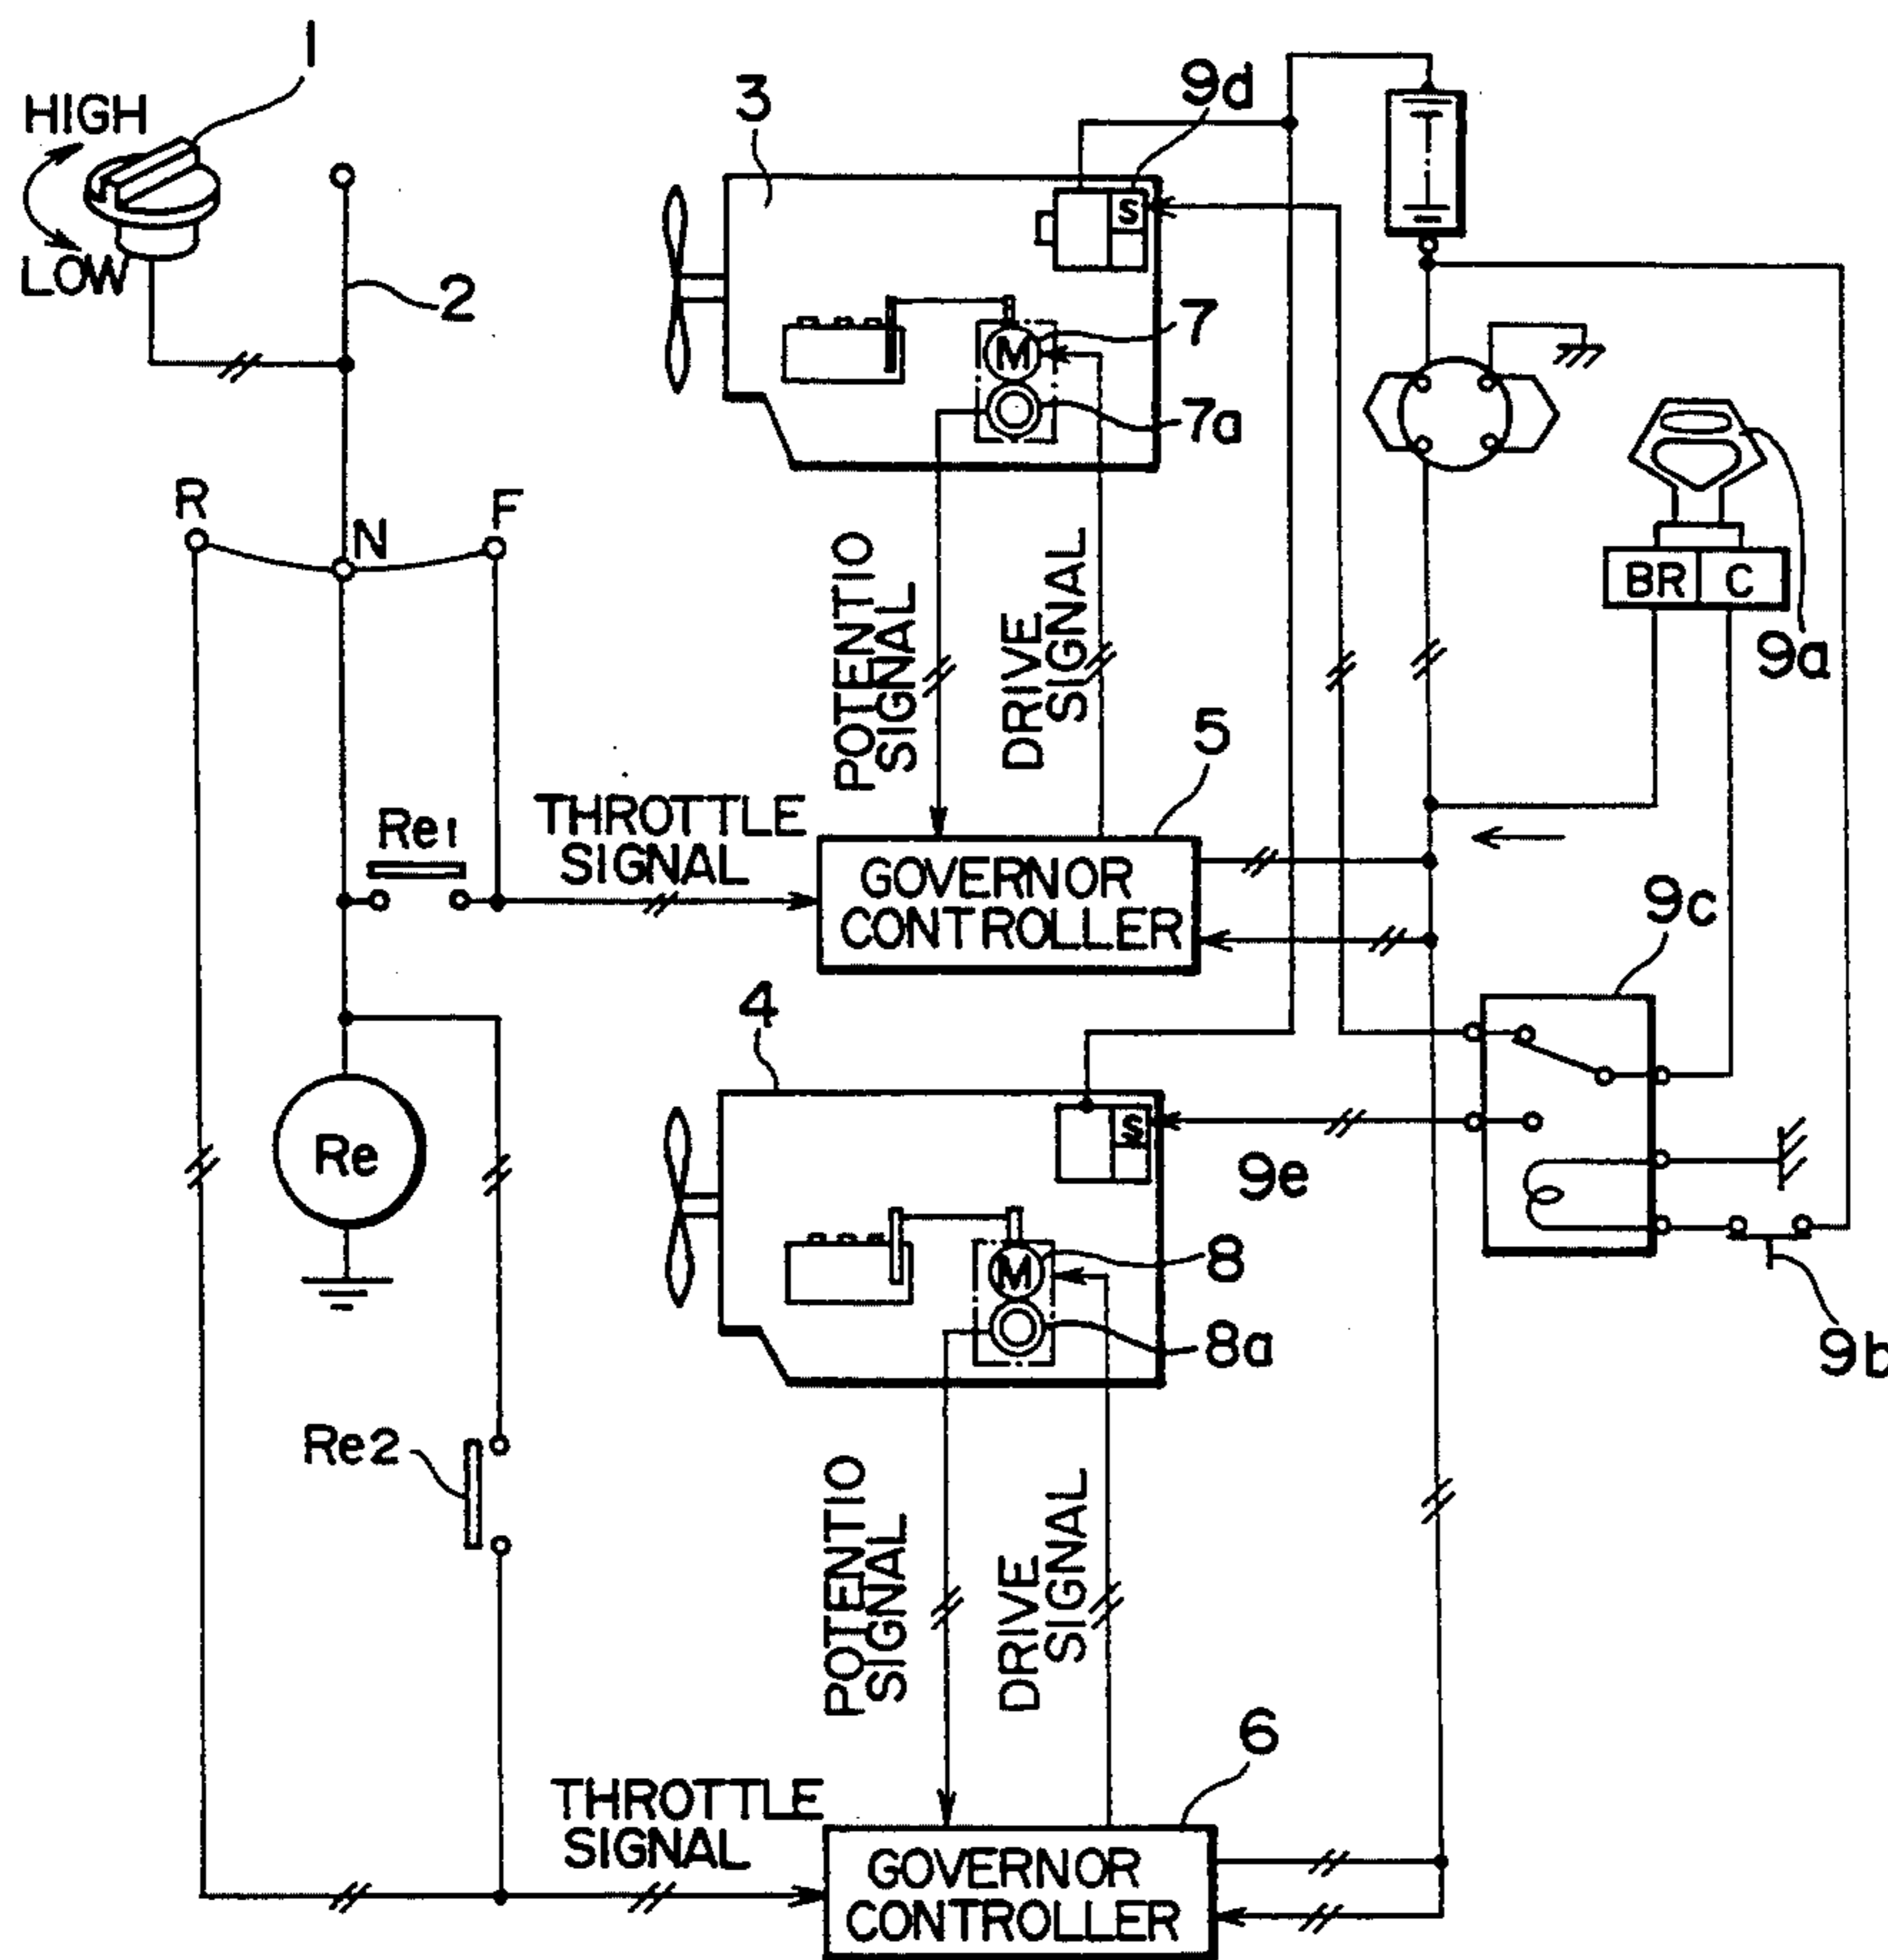 1
HIGH
LOW
2
3
9d
S
7
M
7a
R
N
F
BR C
9a
POTENTIO
SIGNAL
DRIVE
SIGNAL
5
Re1
THROTTLE
SIGNAL
GOVERNOR
CONTROLLER
9c
4
S
9e
Re
8
M
8a
9b
Re2
POTENTIO
SIGNAL
DRIVE
SIGNAL
6
THROTTLE
SIGNAL
GOVERNOR
CONTROLLER